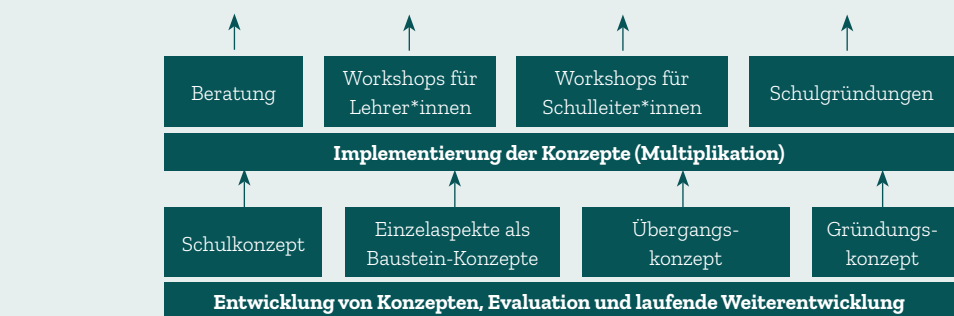 Beratung
Workshops für
Lehrer*innen
Workshops für
Schulleiter*innen
Schulgründungen
Implementierung der Konzepte (Multiplikation)
Schulkonzept
Einzelaspekte als
Baustein-Konzepte
Übergangs-
konzept
Gründungs-
konzept
Entwicklung von Konzepten, Evaluation und laufende Weiterentwicklung